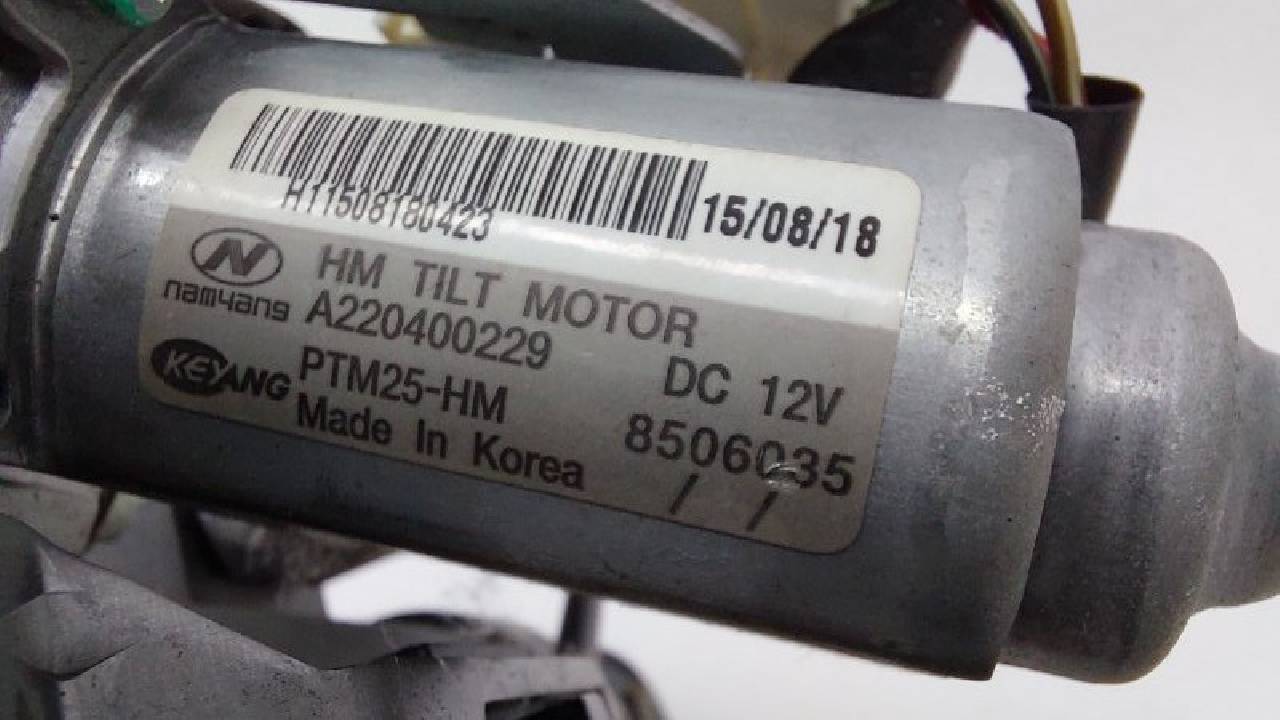 H11508180423
15/08/18
N
namyang
HM TILT MOTOR
A220400229
DC 12V
KEYANG
PTM25-HM
8506035
Made In Korea
/ /